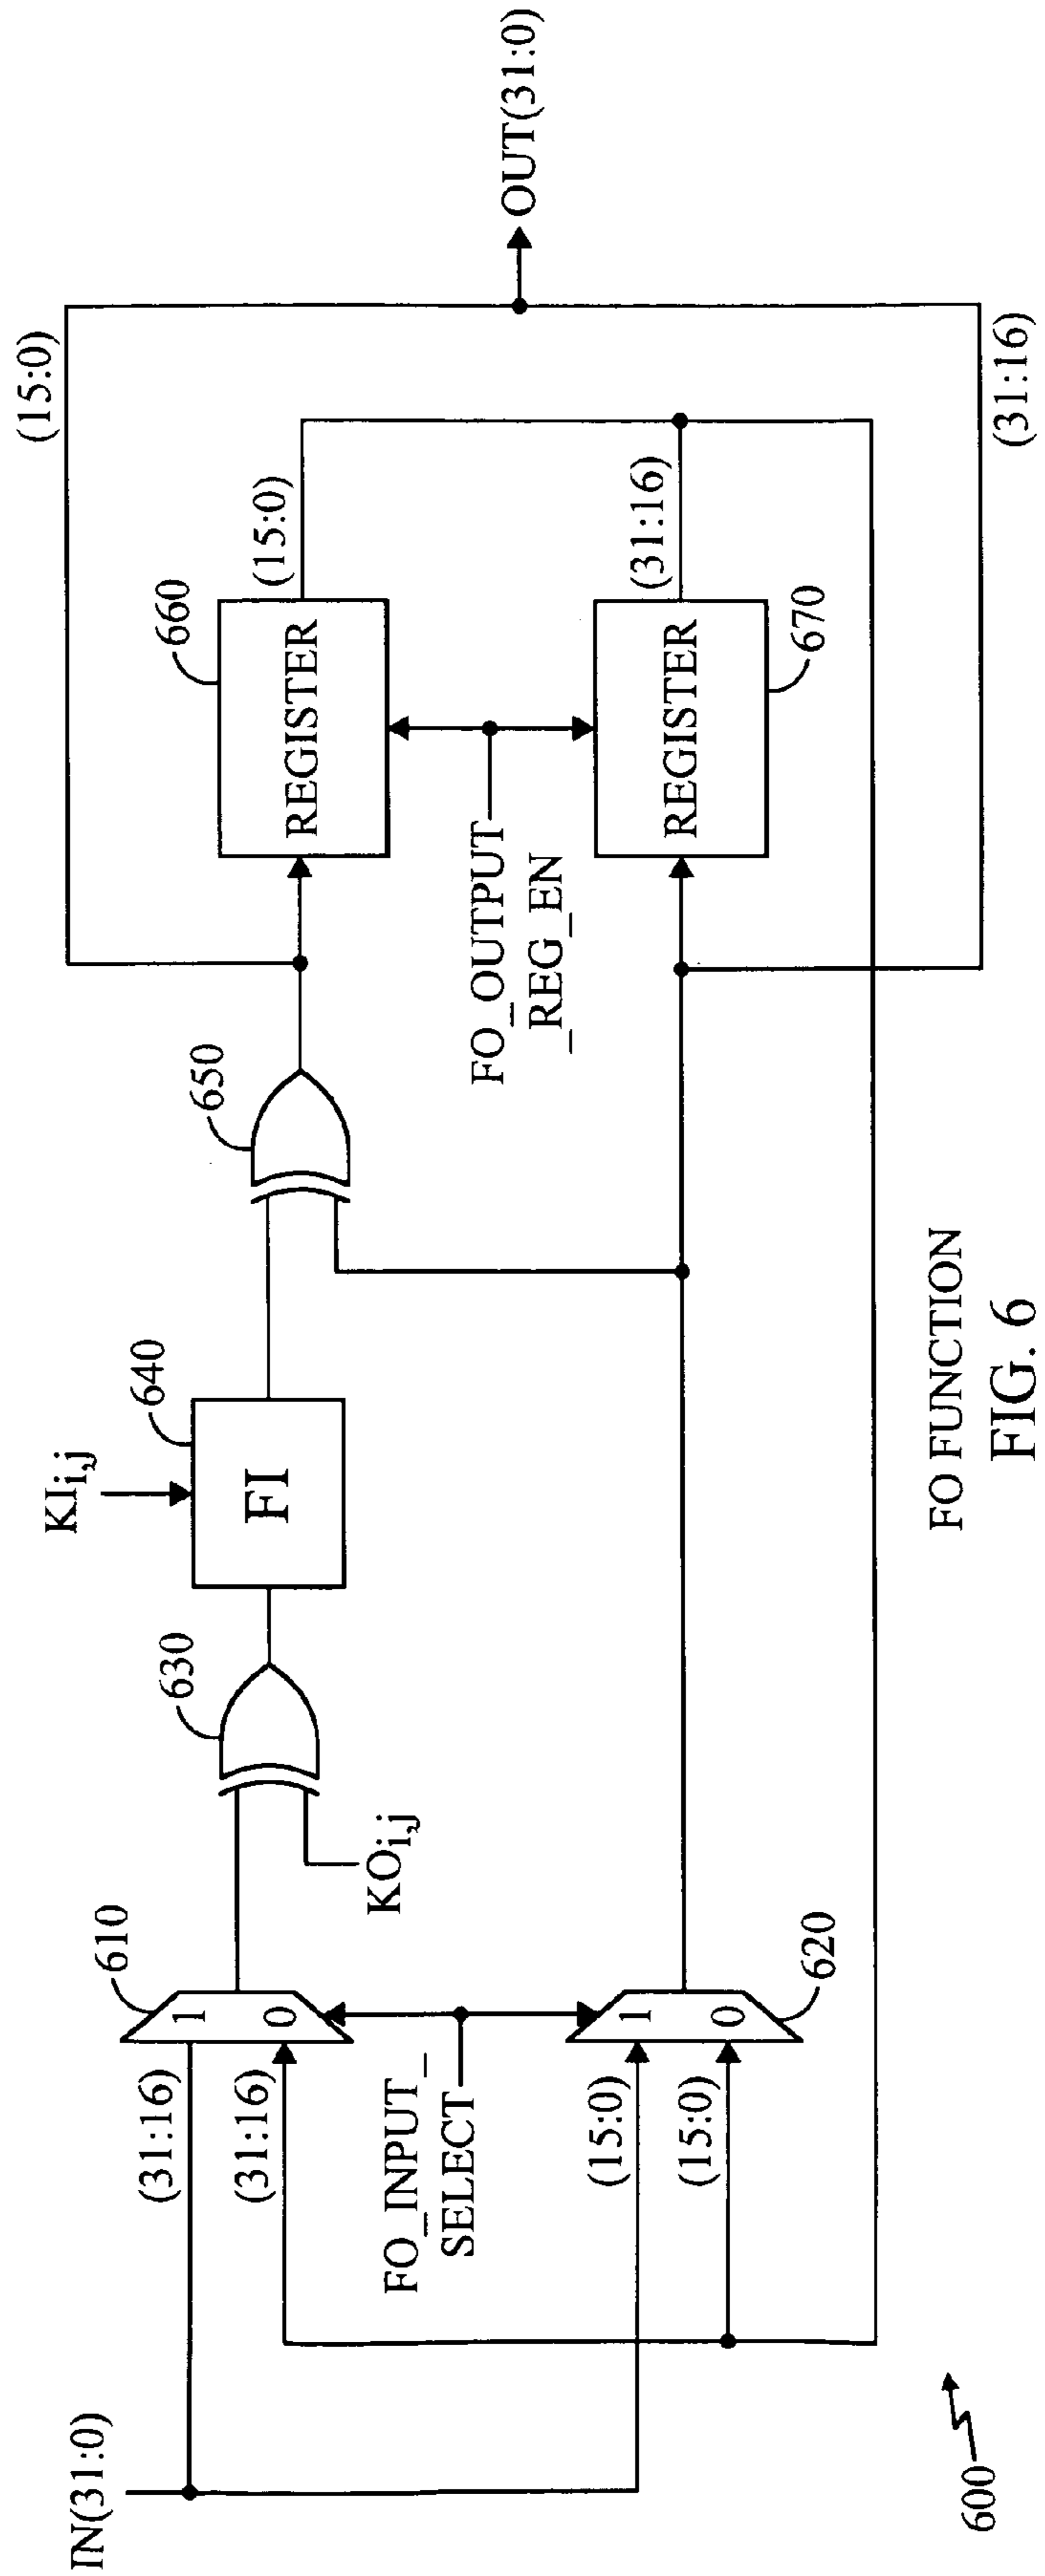 IN(31:0)
(31:16)
(31:16)
610
1
0
FO_INPUT_
SELECT
(15:0)
(15:0)
1
0
620
KOi,j
630
KIi,j
640
FI
650
FO_OUTPUT
_REG_EN
660
REGISTER
(15:0)
REGISTER
670
(31:16)
(15:0)
(31:16)
OUT(31:0)
600
FO FUNCTION
FIG. 6